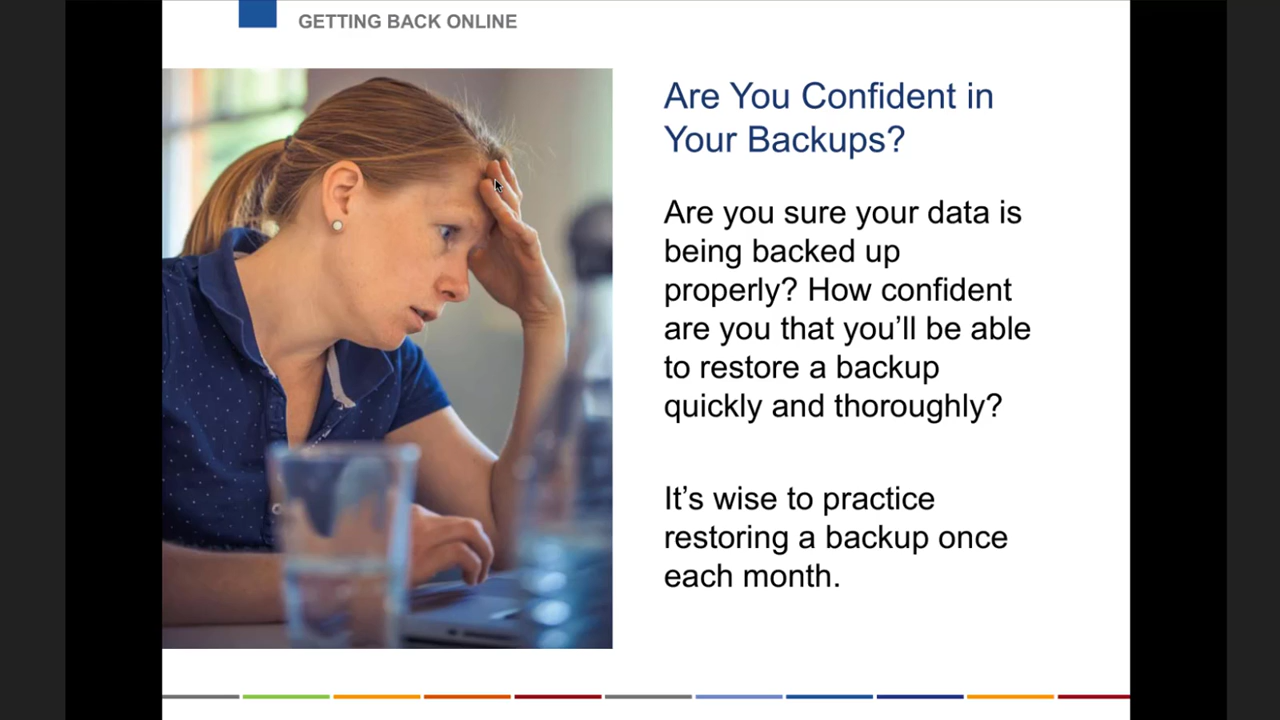 GETTING BACK ONLINE
Are You Confident in
Your Backups?
Are you sure your data is
being backed up
properly? How confident
are you that you’ll be able
to restore a backup
quickly and thoroughly?
It’s wise to practice
restoring a backup once
each month.